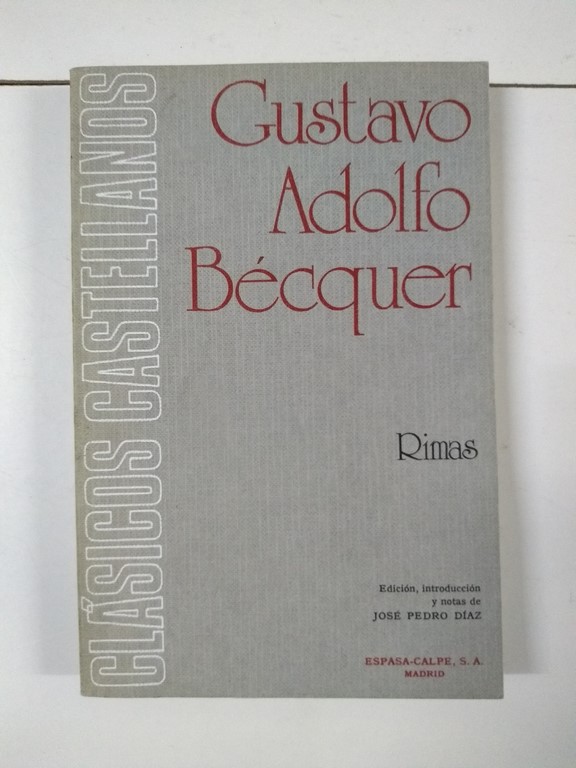 CLÁSICOS CASTELLANOS
Gustavo
Adolfo
Bécquer
Rimas
Edición, introducción
y notas de
JOSÉ PEDRO DÍAZ
ESPASA-CALPE, S. A.
MADRID